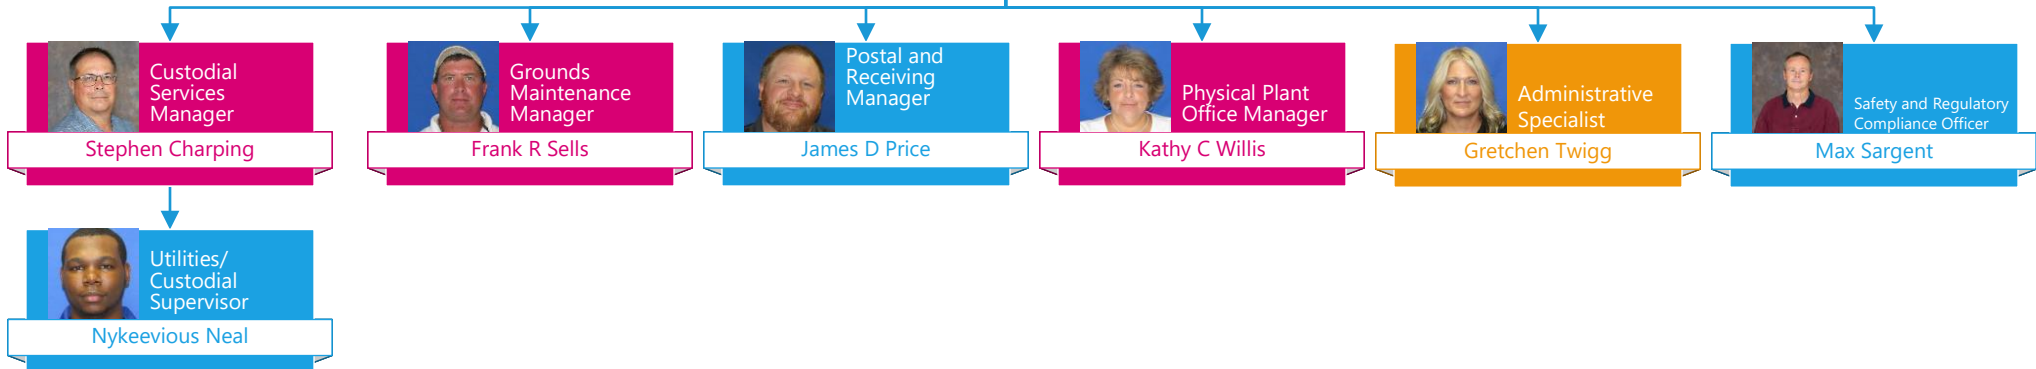 Custodial
Services
Manager
Stephen Charping
Grounds
Maintenance
Manager
Frank R Sells
Postal and
Receiving
Manager
James D Price
Physical Plant
Office Manager
Kathy C Willis
Administrative
Specialist
Gretchen Twigg
Safety and Regulatory
Compliance Officer
Max Sargent
Utilities/
Custodial
Supervisor
Nykeevious Neal